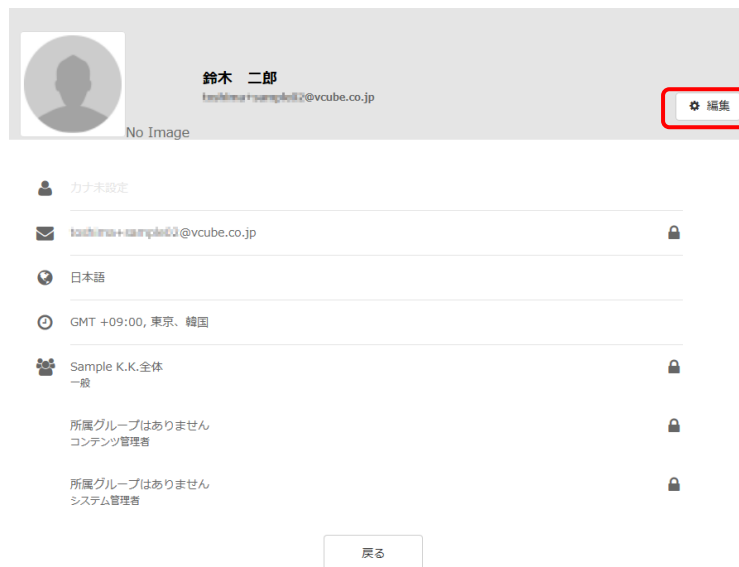 鈴木　二郎
@vcube.co.jp
編集
No Image
カナ未設定
@vcube.co.jp
日本語
GMT +09:00, 東京、韓国
Sample K.K.全体
一般
所属グループはありません
コンテンツ管理者
所属グループはありません
システム管理者
戻る